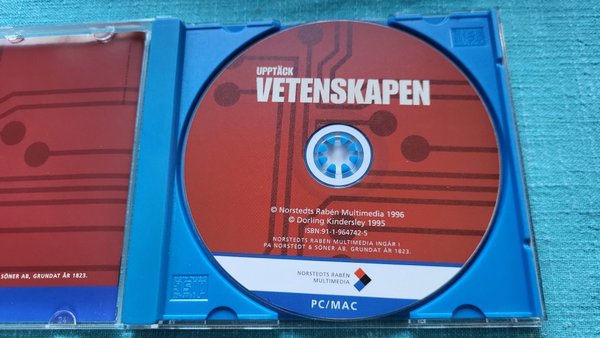 UPPTÄCK
VETENSKAPEN
© Norstedts Rabén Multimedia 1996
© Dorling Kindersley 1995
ISBN:91-1-964742-5
NORSTEDTS RABÉN MULTIMEDIA INGÅR I
PA NORSTEDT & SÖNER AB, GRUNDAT ÅR 1823.
NORSTEDTS RABÉN
MULTIMEDIA
PC/MAC
SÖNER AB, GRUNDAT ÅR 1823.